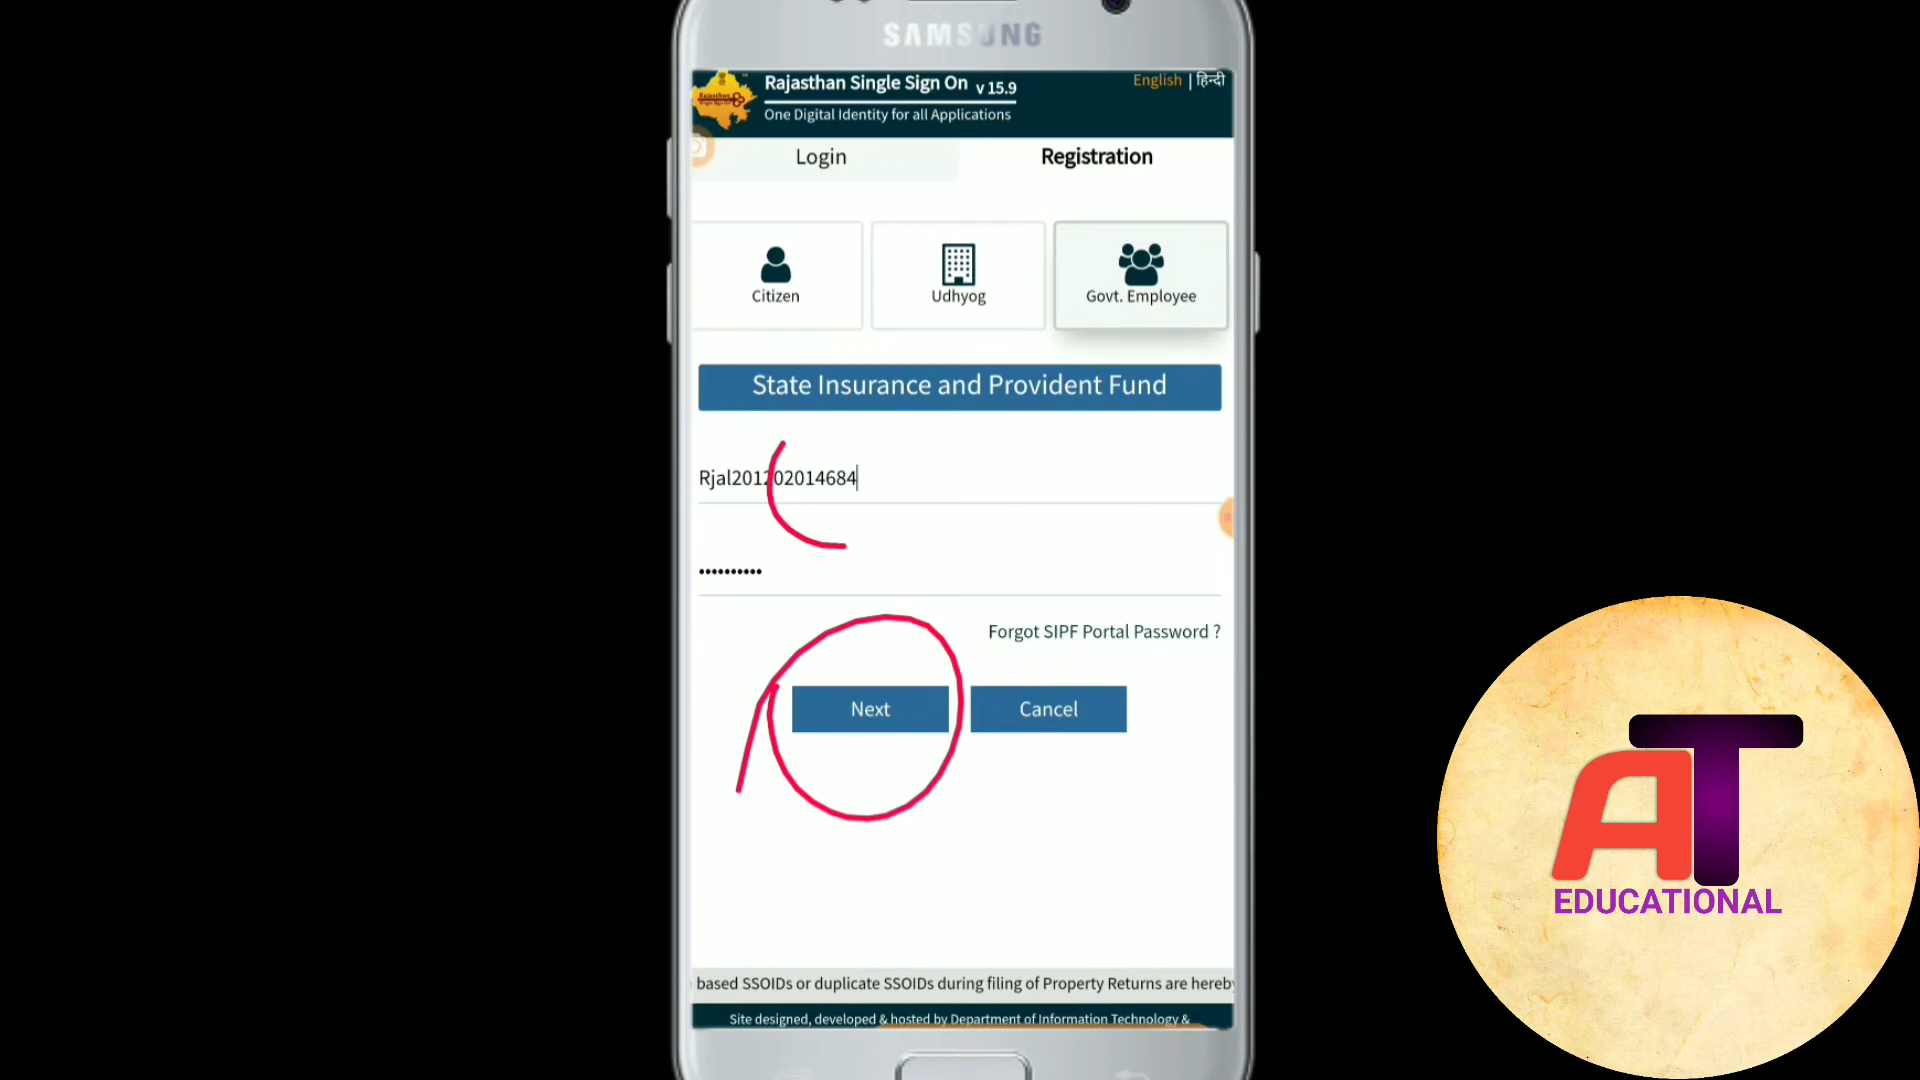 SAMSUNG
Rajasthan Single Sign On v 15.9
English | हिन्दी
One Digital Identity for all Applications
Login
Registration
Citizen
Udhyog
Govt. Employee
State Insurance and Provident Fund
Rjal201202014684
••••••••••
Forgot SIPF Portal Password ?
Next
Cancel
based SSOIDs or duplicate SSOIDs during filing of Property Returns are hereby
Site designed, developed & hosted by Department of Information Technology &
AT
EDUCATIONAL